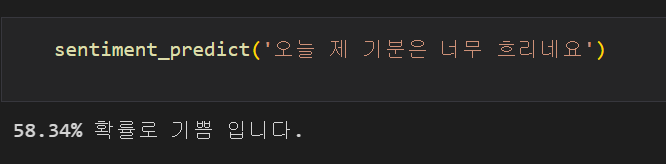 sentiment_predict('오늘 제 기분은 너무 흐리네요')
58.34% 확률로 기쁨 입니다.